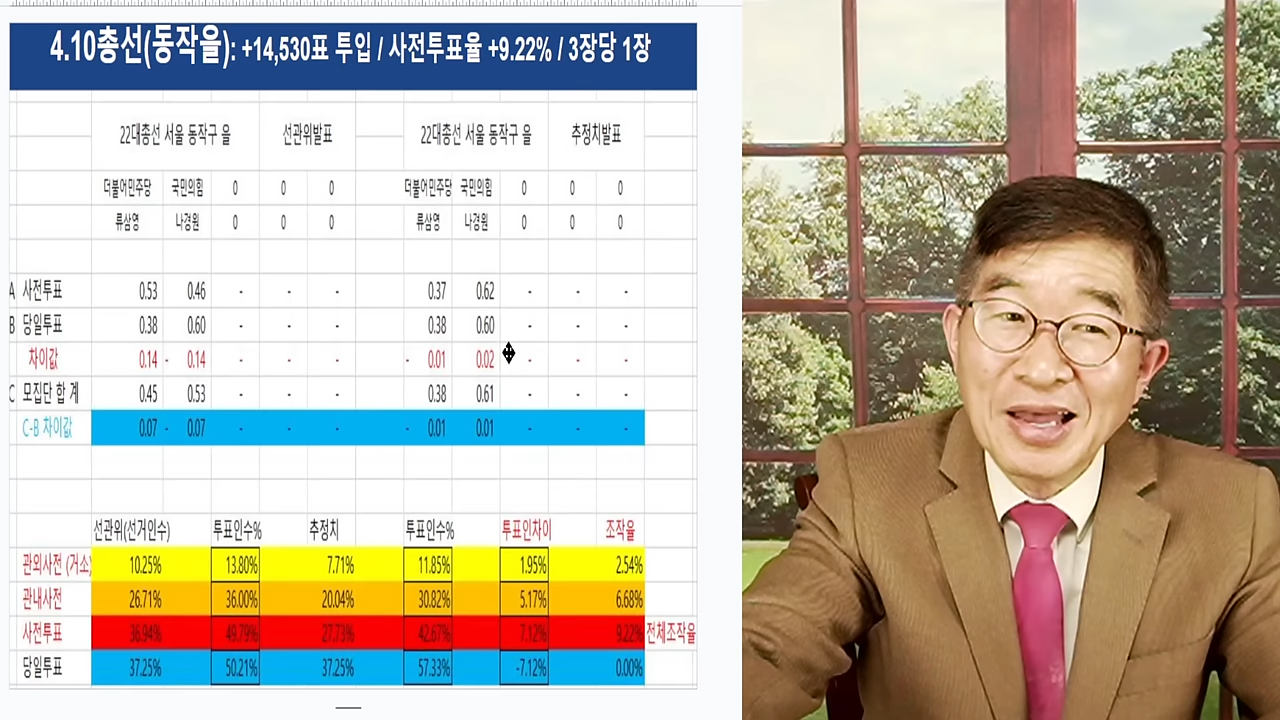 4.10총선(동작을): +14,530표 투입 / 사전투표율 +9.22% / 3장당 1장
22대총선 서울 동작구 을 선관위발표 22대총선 서울 동작구 을 추정치발표
더불어민주당 국민의힘 0 0 0 더불어민주당 국민의힘 0 0 0
류삼영 나경원 0 0 0 류삼영 나경원 0 0 0
A 사전투표 0.53 0.46 - - - 0.37 0.62 - - -
B 당일투표 0.38 0.60 - - - 0.38 0.60 - - -
차이값 0.14 - 0.14 - - - - 0.01 0.02 - - -
C 모집단 합 계 0.45 0.53 - - - 0.38 0.61 - - -
C-B 차이값 0.07 - 0.07 - - - - 0.01 0.01 - - -
선관위(선거인수) 투표인수% 추정치 투표인수% 투표인차이 조작율
관외사전 (거소) 10.25% 13.80% 7.71% 11.85% 1.95% 2.54%
관내사전 26.71% 36.00% 20.04% 30.82% 5.17% 6.68%
사전투표 36.94% 49.79% 27.73% 42.67% 7.12% 9.22% 전체조작율
당일투표 37.25% 50.21% 37.25% 57.33% -7.12% 0.00%